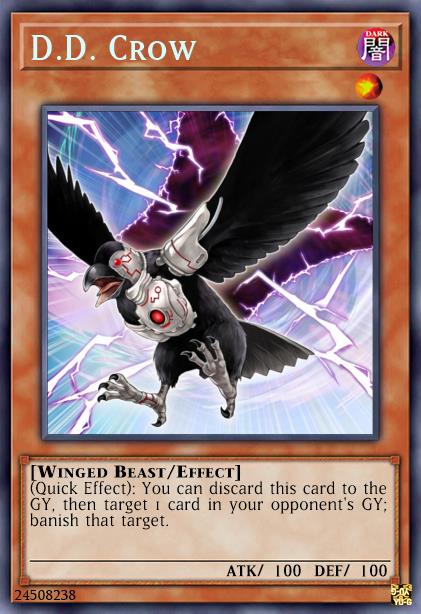 D.D. Crow
DARK
闇
[Winged Beast/Effect]
(Quick Effect): You can discard this card to the
GY, then target 1 card in your opponent's GY;
banish that target.
ATK/ 100 DEF/ 100
24508238